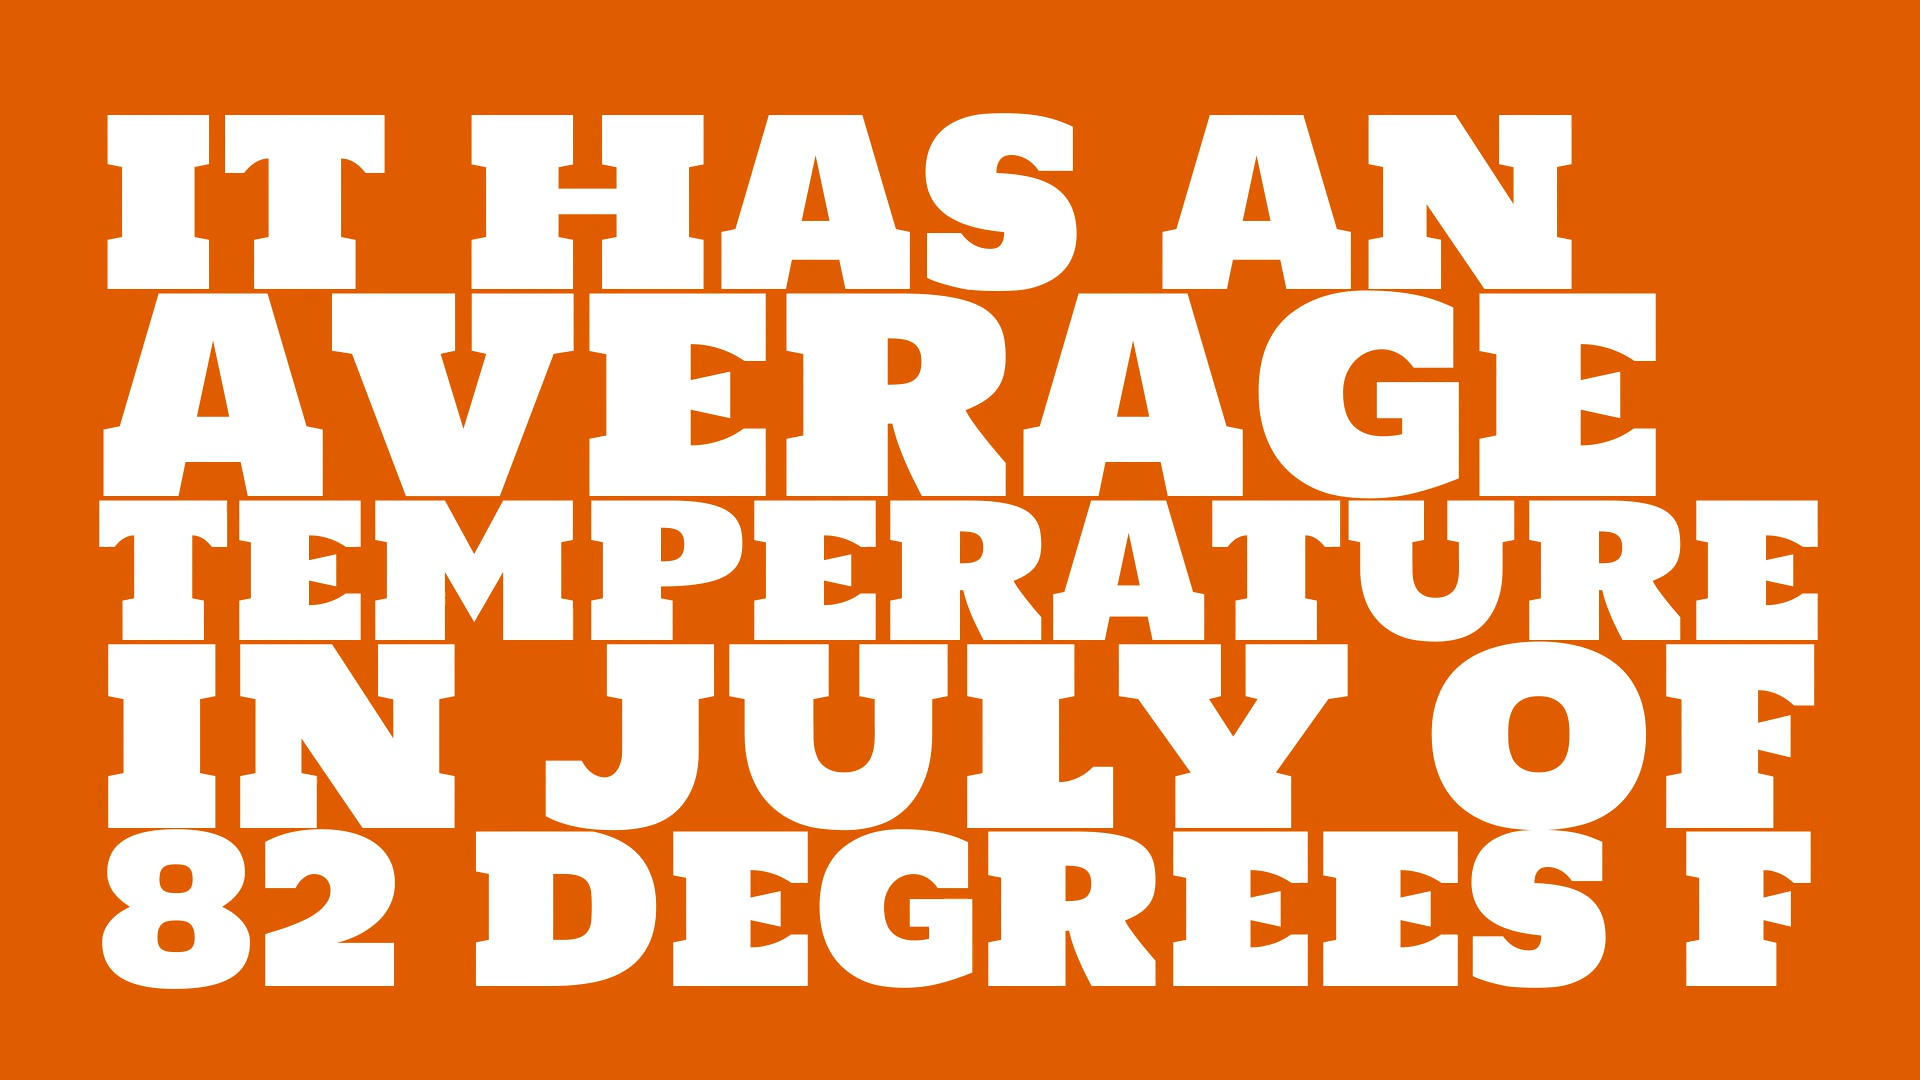 IT HAS AN
AVERAGE
TEMPERATURE
IN JULY OF
82 DEGREES F